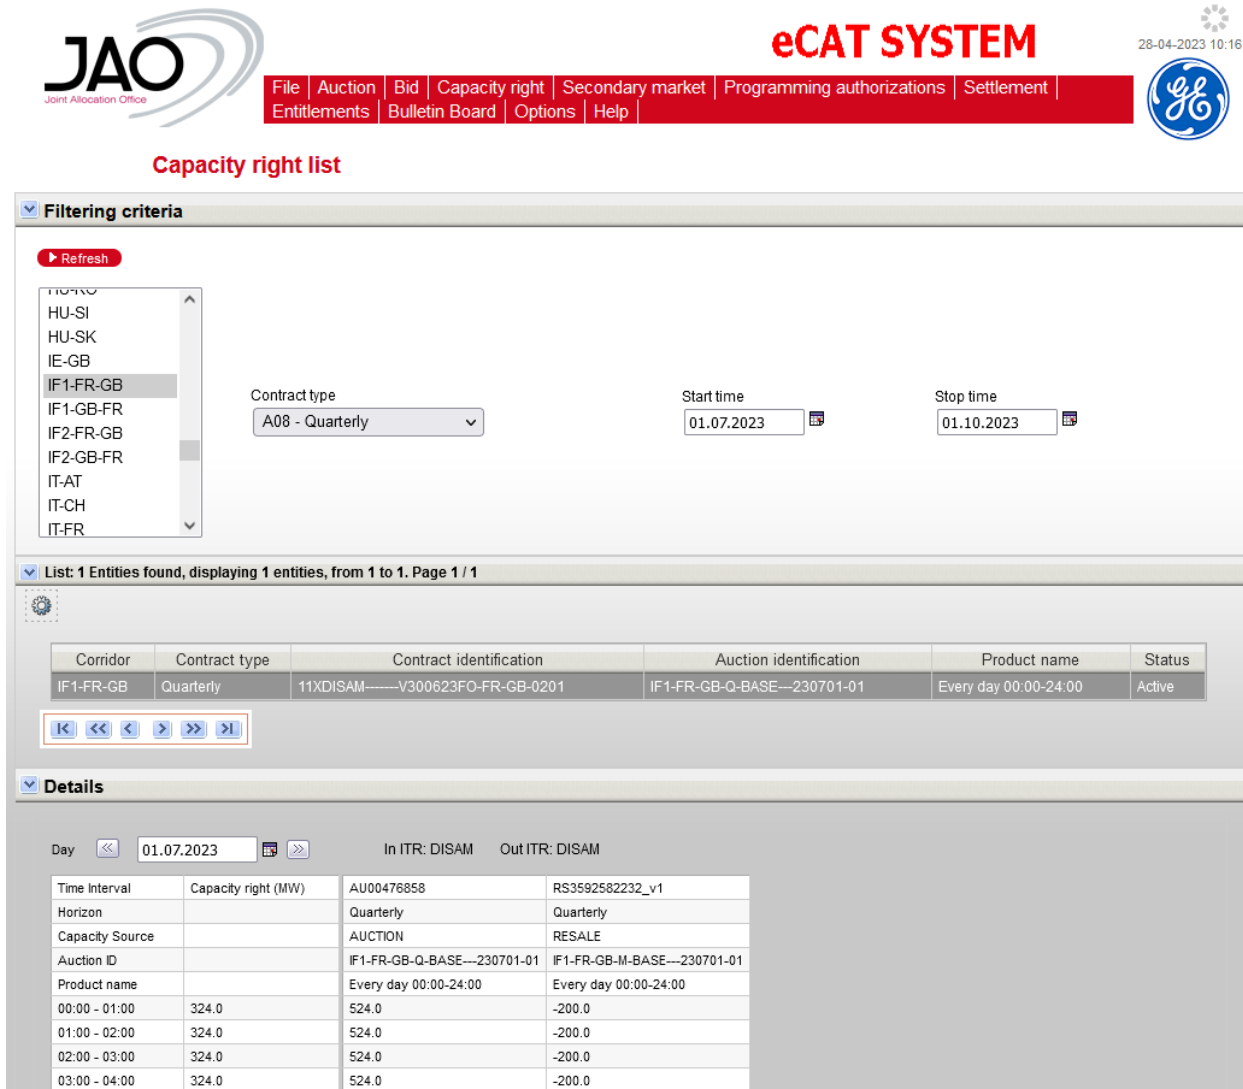 JAO
Joint Allocation Office
eCAT SYSTEM
28-04-2023 10:16
File Auction Bid Capacity right Secondary market Programming authorizations Settlement
Entitlements Bulletin Board Options Help
Capacity right list
Filtering criteria
Refresh
HU-RO
HU-SI
HU-SK
IE-GB
IF1-FR-GB
IF1-GB-FR
IF2-FR-GB
IF2-GB-FR
IT-AT
IT-CH
IT-FR
Contract type
A08 - Quarterly
Start time
01.07.2023
Stop time
01.10.2023
List: 1 Entities found, displaying 1 entities, from 1 to 1. Page 1 / 1
Corridor Contract type Contract identification Auction identification Product name Status
IF1-FR-GB Quarterly 11XDISAM-------V300623FO-FR-GB-0201 IF1-FR-GB-Q-BASE---230701-01 Every day 00:00-24:00 Active
Details
Day 01.07.2023 In ITR: DISAM Out ITR: DISAM
Time Interval Capacity right (MW) AU00476858 RS3592582232_v1
Horizon Quarterly Quarterly
Capacity Source AUCTION RESALE
Auction ID IF1-FR-GB-Q-BASE---230701-01 IF1-FR-GB-M-BASE---230701-01
Product name Every day 00:00-24:00 Every day 00:00-24:00
00:00 - 01:00 324.0 524.0 -200.0
01:00 - 02:00 324.0 524.0 -200.0
02:00 - 03:00 324.0 524.0 -200.0
03:00 - 04:00 324.0 524.0 -200.0